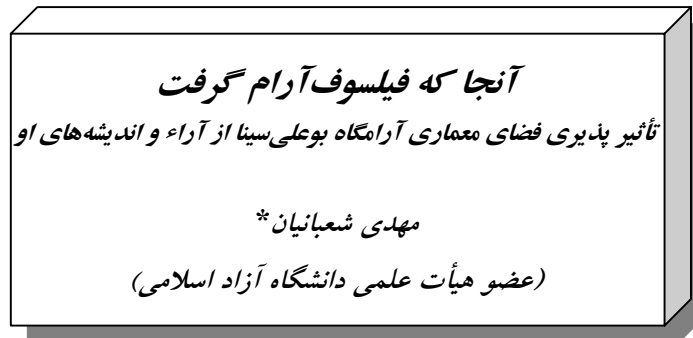 آنجا که فیلسوف آرام گرفت
تأثیر پذیری فضای معماری آرامگاه بوعلی‌سینا از آراء و اندیشه‌های او
مهدی شعبانیان*
(عضو هیأت علمی دانشگاه آزاد اسلامی)